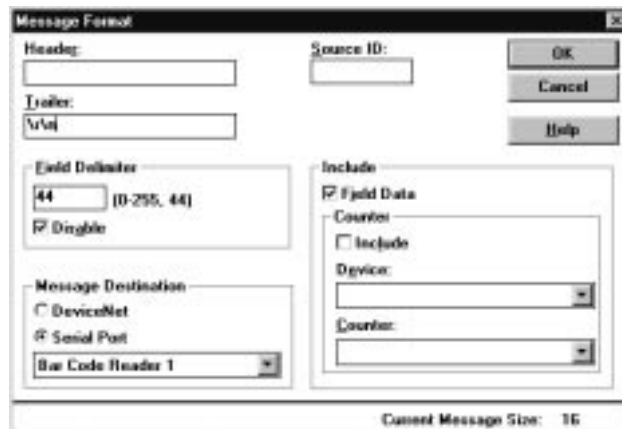 Message Format
Header:
Source ID:
OK
Cancel
Trailer:
\r\n
Help
Field Delimiter
44 (0-255, 44)
Disable
Include
Field Data
Counter
Include
Device:
Counter:
Message Destination
DeviceNet
Serial Port
Bar Code Reader 1
Current Message Size: 16